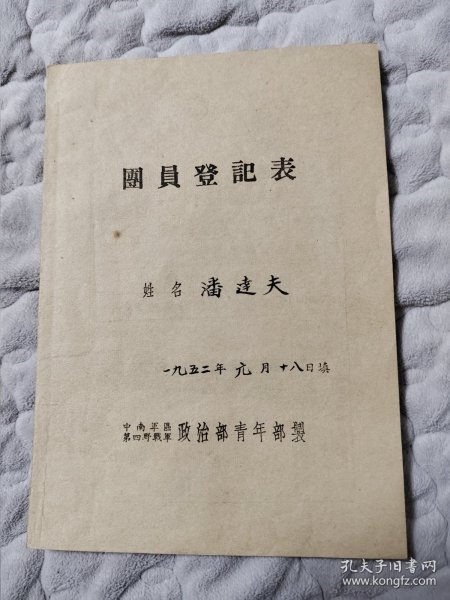 團員登記表
姓名 潘達夫
一九五二年元月十八日填
中南軍區
第四野戰軍 政治部青年部製
孔夫子旧书网
www.kongfz.com